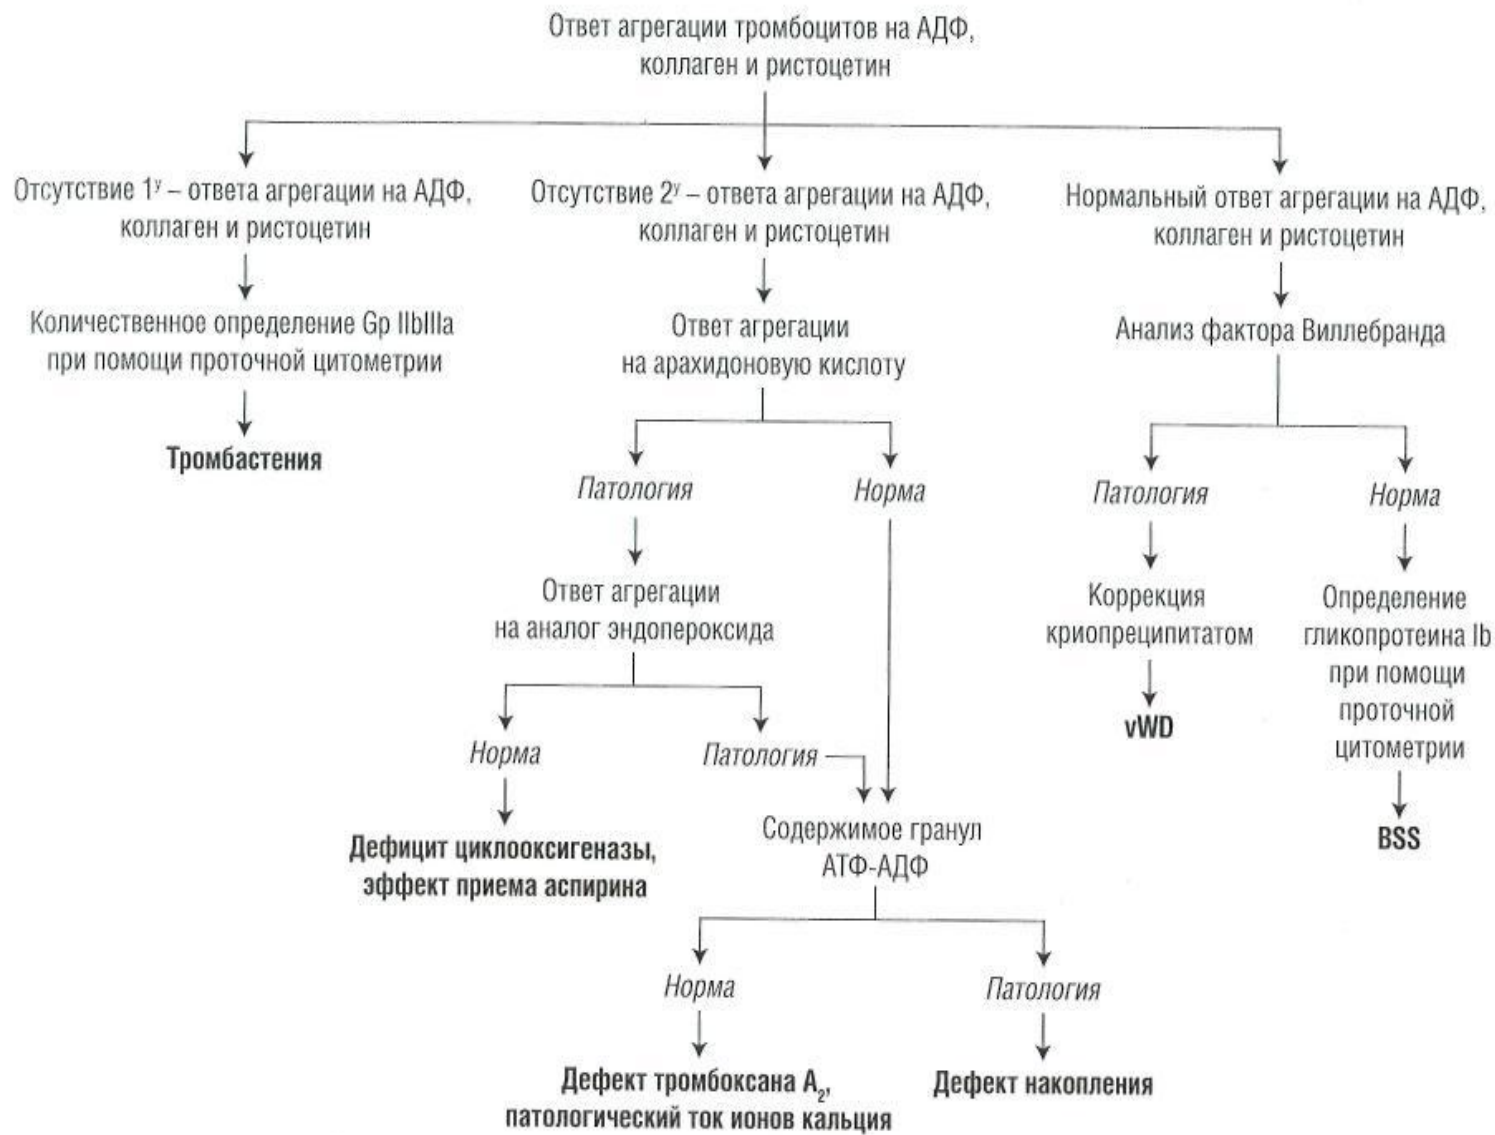 Ответ агрегации тромбоцитов на АДФ,
коллаген и ристоцетин
Отсутствие 1ʸ – ответа агрегации на АДФ,
коллаген и ристоцетин
Отсутствие 2ʸ – ответа агрегации на АДФ,
коллаген и ристоцетин
Нормальный ответ агрегации на АДФ,
коллаген и ристоцетин
Количественное определение Gp IIbIIIa
при помощи проточной цитометрии
Ответ агрегации
на арахидоновую кислоту
Анализ фактора Виллебранда
Тромбастения
Патология
Норма
Патология
Норма
Ответ агрегации
на аналог эндопероксида
Коррекция
криопреципитатом
Определение
гликопротеина Ib
при помощи
проточной
цитометрии
Норма
Патология
vWD
Дефицит циклооксигеназы,
эффект приема аспирина
Содержимое гранул
АТФ-АДФ
BSS
Норма
Патология
Дефект тромбоксана А₂,
патологический ток ионов кальция
Дефект накопления